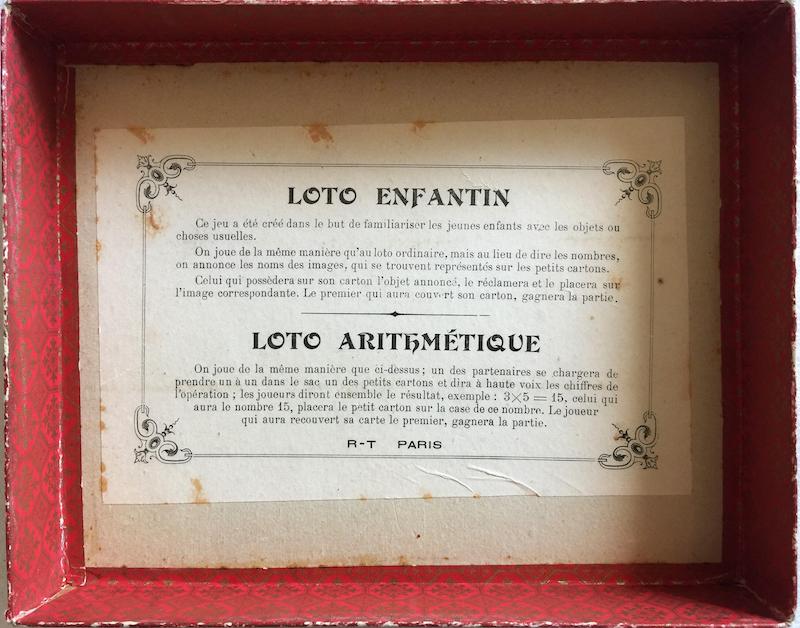 LOTO ENFANTIN
Ce jeu a été créé dans le but de familiariser les jeunes enfants avec les objets ou
choses usuelles.
On joue de la même manière qu'au loto ordinaire, mais au lieu de dire les nombres,
on annonce les noms des images, qui se trouvent représentés sur les petits cartons.
Celui qui possèdera sur son carton l'objet annoncé, le réclamera et le placera sur
l'image correspondante. Le premier qui aura couvert son carton, gagnera la partie.
LOTO ARITHMÉTIQUE
On joue de la même manière que ci-dessus ; un des partenaires se chargera de
prendre un à un dans le sac un des petits cartons et dira à haute voix les chiffres de
l'opération ; les joueurs diront ensemble le résultat, exemple : 3×5 = 15, celui qui
aura le nombre 15, placera le petit carton sur la case de ce nombre. Le joueur
qui aura recouvert sa carte le premier, gagnera la partie.
R-T PARIS